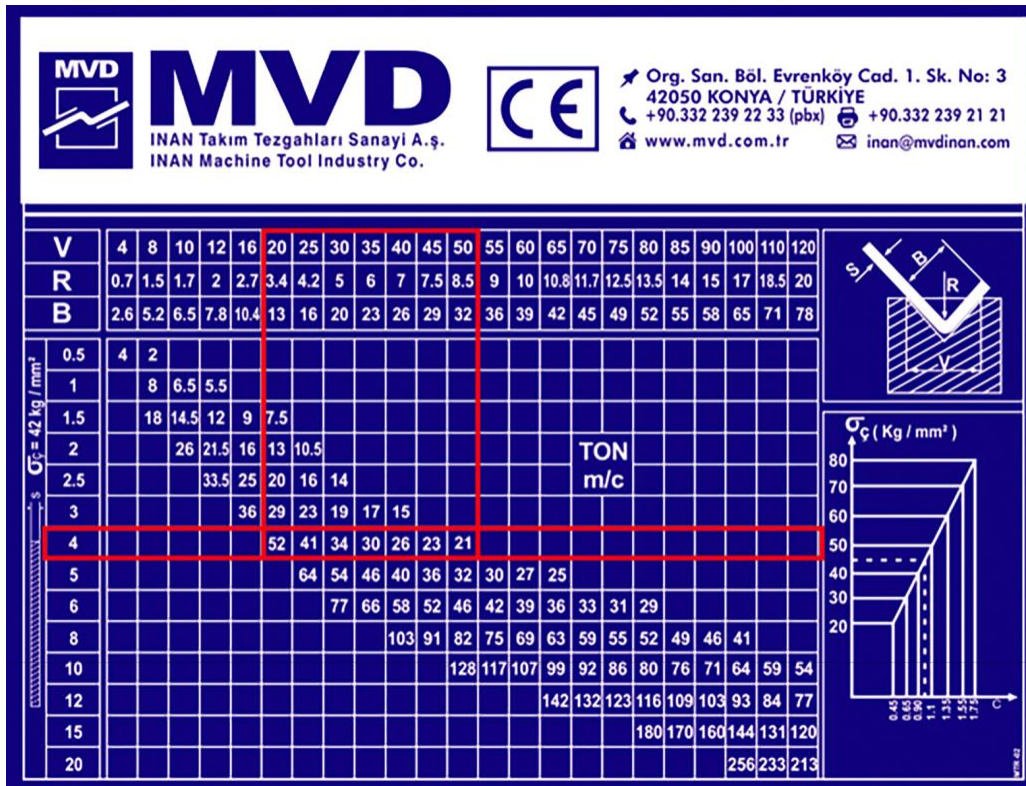 MVD
MVD
INAN Takım Tezgahları Sanayi A.ş.
INAN Machine Tool Industry Co.
CE
Org. San. Böl. Evrenköy Cad. 1. Sk. No: 3
42050 KONYA / TÜRKİYE
+90.332 239 22 33 (pbx) +90.332 239 21 21
www.mvd.com.tr inan@mvdinan.com
V 4 8 10 12 16 20 25 30 35 40 45 50 55 60 65 70 75 80 85 90 100 110 120
R 0.7 1.5 1.7 2 2.7 3.4 4.2 5 6 7 7.5 8.5 9 10 10.8 11.7 12.5 13.5 14 15 17 18.5 20
B 2.6 5.2 6.5 7.8 10.4 13 16 20 23 26 29 32 36 39 42 45 49 52 55 58 65 71 78
σç = 42 kg / mm²
s
0.5 4 2
1 8 6.5 5.5
1.5 18 14.5 12 9 7.5
2 26 21.5 16 13 10.5
2.5 33.5 25 20 16 14
3 36 29 23 19 17 15
4 52 41 34 30 26 23 21
5 64 54 46 40 36 32 30 27 25
6 77 66 58 52 46 42 39 36 33 31 29
8 103 91 82 75 69 63 59 55 52 49 46 41
10 128 117 107 99 92 86 80 76 71 64 59 54
12 142 132 123 116 109 103 93 84 77
15 180 170 160 144 131 120
20 256 233 213
TON
m/c
S
B
R
V
σç ( Kg / mm² )
80
70
60
50
40
30
20
0.45 0.65 0.90 1.1 1.35 1.55 1.75 C
MTR-02